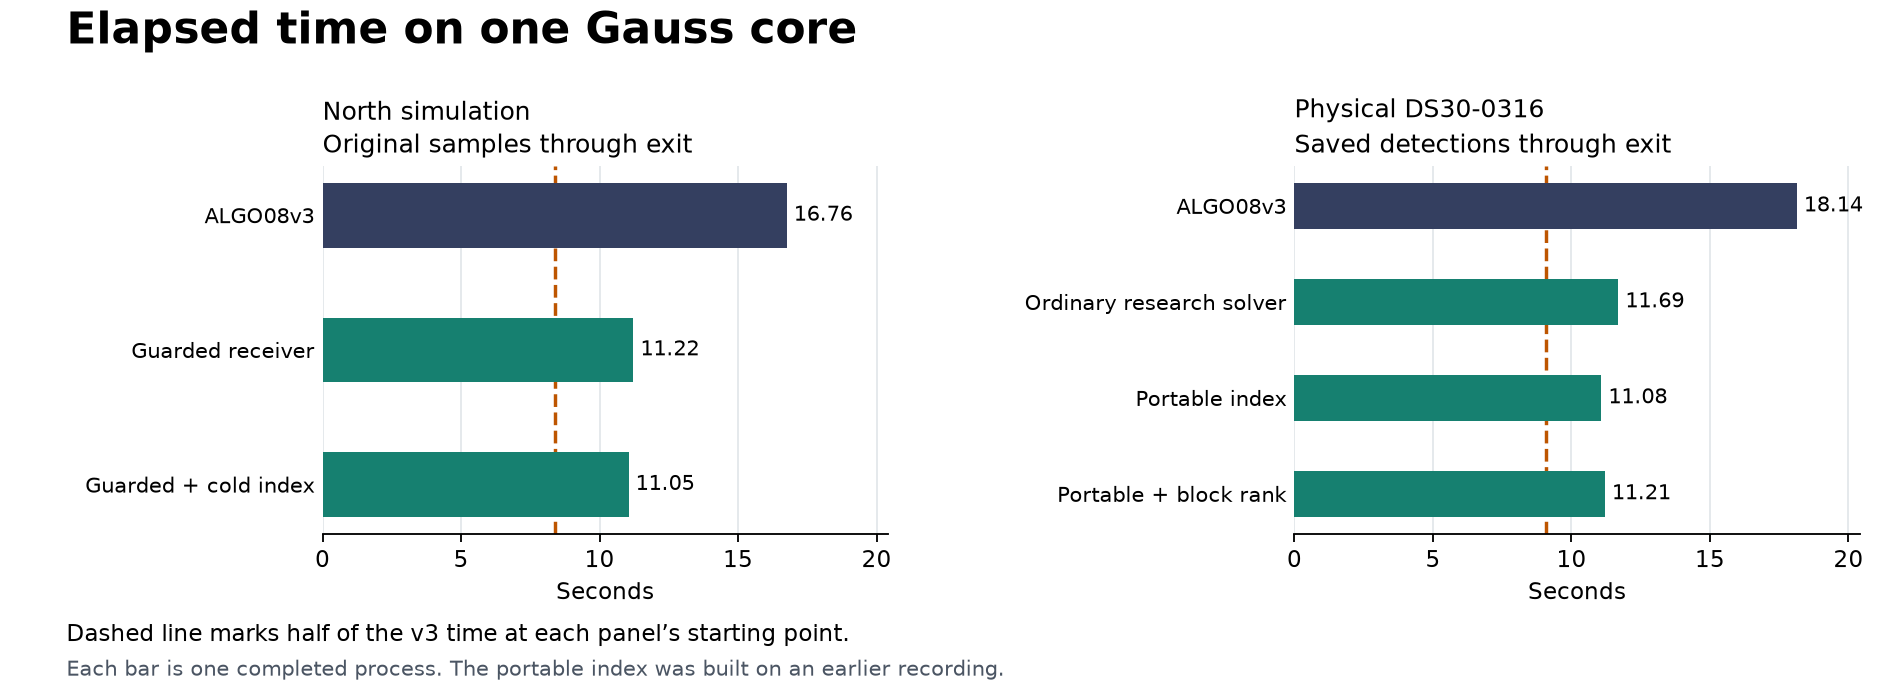 Elapsed time on one Gauss core
North simulation
Original samples through exit
ALGO08v3
16.76
Guarded receiver
11.22
Guarded + cold index
11.05
0 5 10 15 20
Seconds
Physical DS30-0316
Saved detections through exit
ALGO08v3
18.14
Ordinary research solver
11.69
Portable index
11.08
Portable + block rank
11.21
0 5 10 15 20
Seconds
Dashed line marks half of the v3 time at each panel’s starting point.
Each bar is one completed process. The portable index was built on an earlier recording.